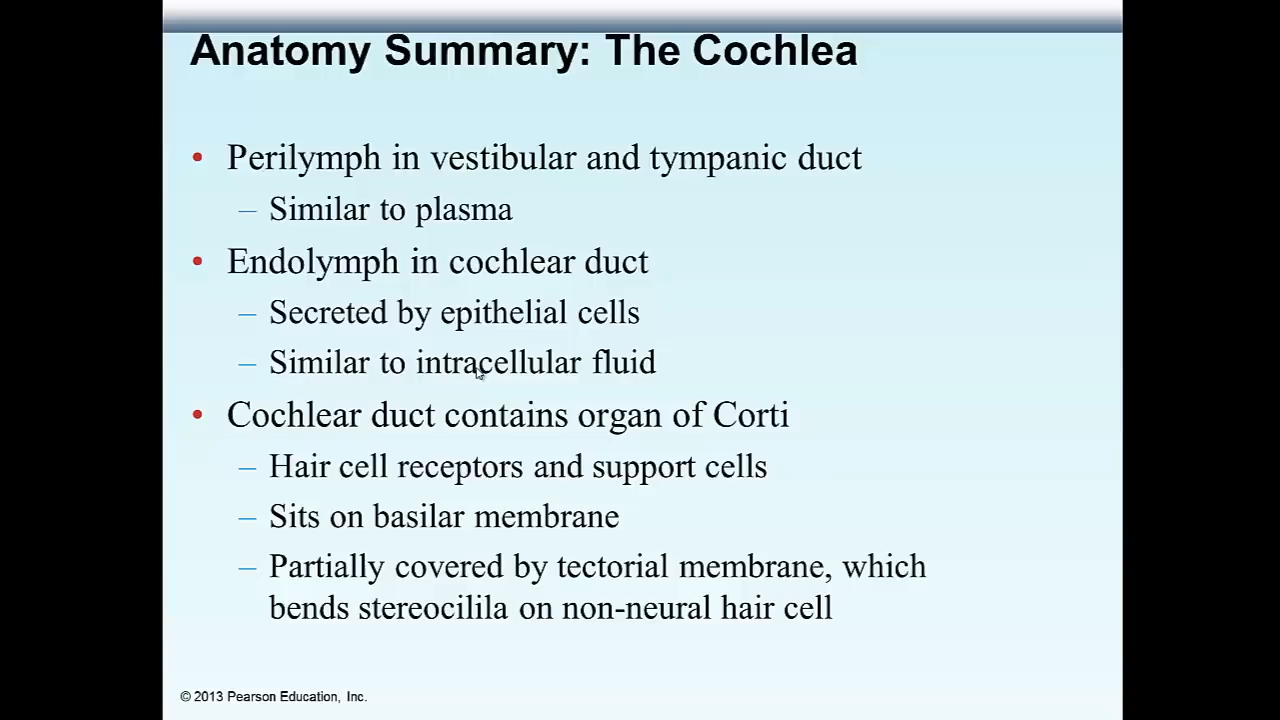 Anatomy Summary: The Cochlea
• Perilymph in vestibular and tympanic duct
– Similar to plasma
• Endolymph in cochlear duct
– Secreted by epithelial cells
– Similar to intracellular fluid
• Cochlear duct contains organ of Corti
– Hair cell receptors and support cells
– Sits on basilar membrane
– Partially covered by tectorial membrane, which
bends stereocilila on non-neural hair cell
© 2013 Pearson Education, Inc.